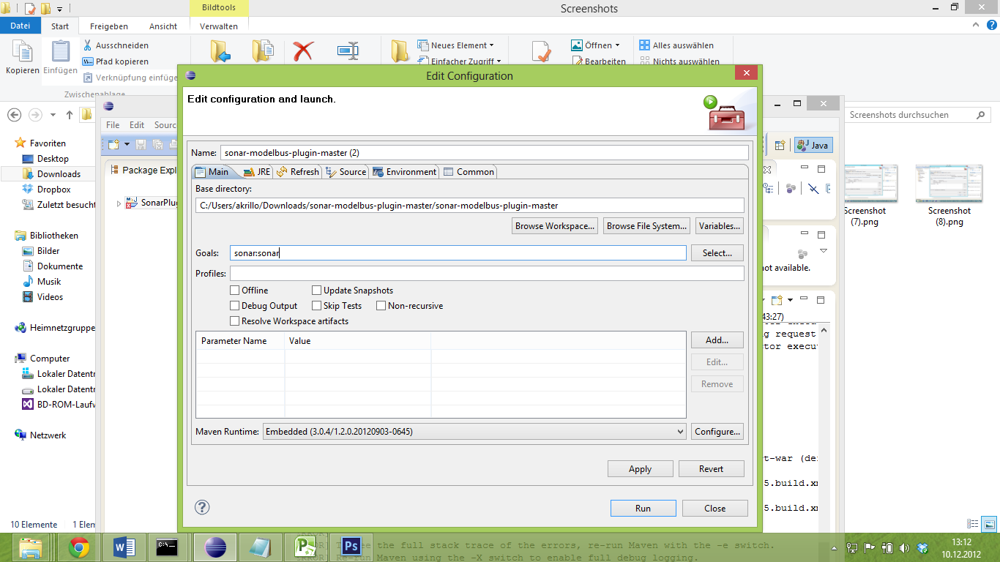 Bildtools
Screenshots
Datei
Start
Freigeben
Ansicht
Verwalten
Kopieren
Einfügen
Ausschneiden
Pfad kopieren
Verknüpfung einfüge
Zwischenablage
Neues Element
Einfacher Zugriff
Öffnen
Bearbeiten
Alles auswählen
Nichts auswählen
Screenshots durchsuchen
Favoriten
Desktop
Downloads
Dropbox
Zuletzt besucht
Bibliotheken
Bilder
Dokumente
Musik
Videos
Heimnetzgruppe
Computer
Lokaler Datentr
Lokaler Datentr
BD-ROM-Laufw
Netzwerk
10 Elemente
1 Elem
File Edit Sourc
Package Expl
SonarPlug
Edit Configuration
Edit configuration and launch.
Name: sonar-modelbus-plugin-master (2)
Main JRE Refresh Source Environment Common
Base directory:
C:/Users/akrillo/Downloads/sonar-modelbus-plugin-master/sonar-modelbus-plugin-master
Browse Workspace... Browse File System... Variables...
Goals: sonar:sonar Select...
Profiles:
Offline Update Snapshots
Debug Output Skip Tests Non-recursive
Resolve Workspace artifacts
Parameter Name Value
Add...
Edit...
Remove
Maven Runtime: Embedded (3.0.4/1.2.0.20120903-0645) Configure...
Apply Revert
Run Close
Java
not available.
43:27)
g request
tor execu
t-war (de
5.build.xm
5.build.xm
Screenshot (7).png
Screenshot (8).png
the full stack trace of the errors, re-run Maven with the -e switch.
Re-run Maven using the -X switch to enable full debug logging.
13:12
10.12.2012